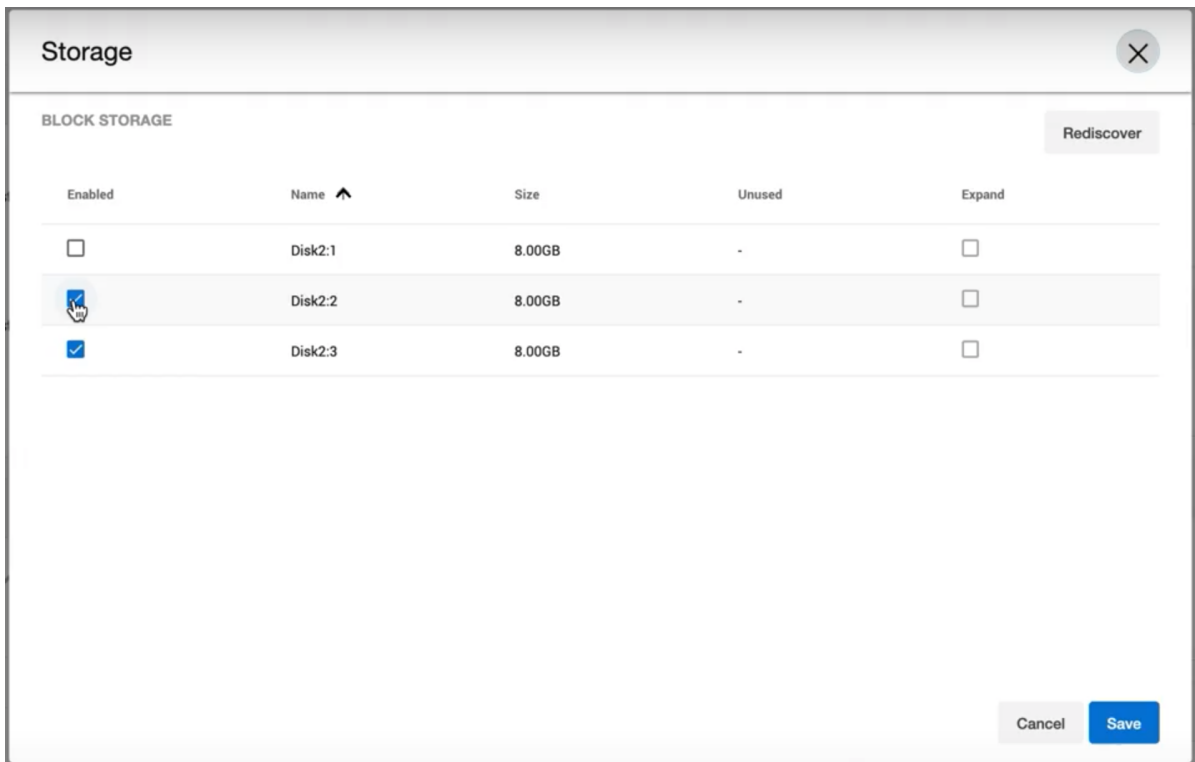 Storage
BLOCK STORAGE
Rediscover
Enabled Name Size Unused Expand
Disk2:1 8.00GB -
Disk2:2 8.00GB -
Disk2:3 8.00GB -
Cancel Save